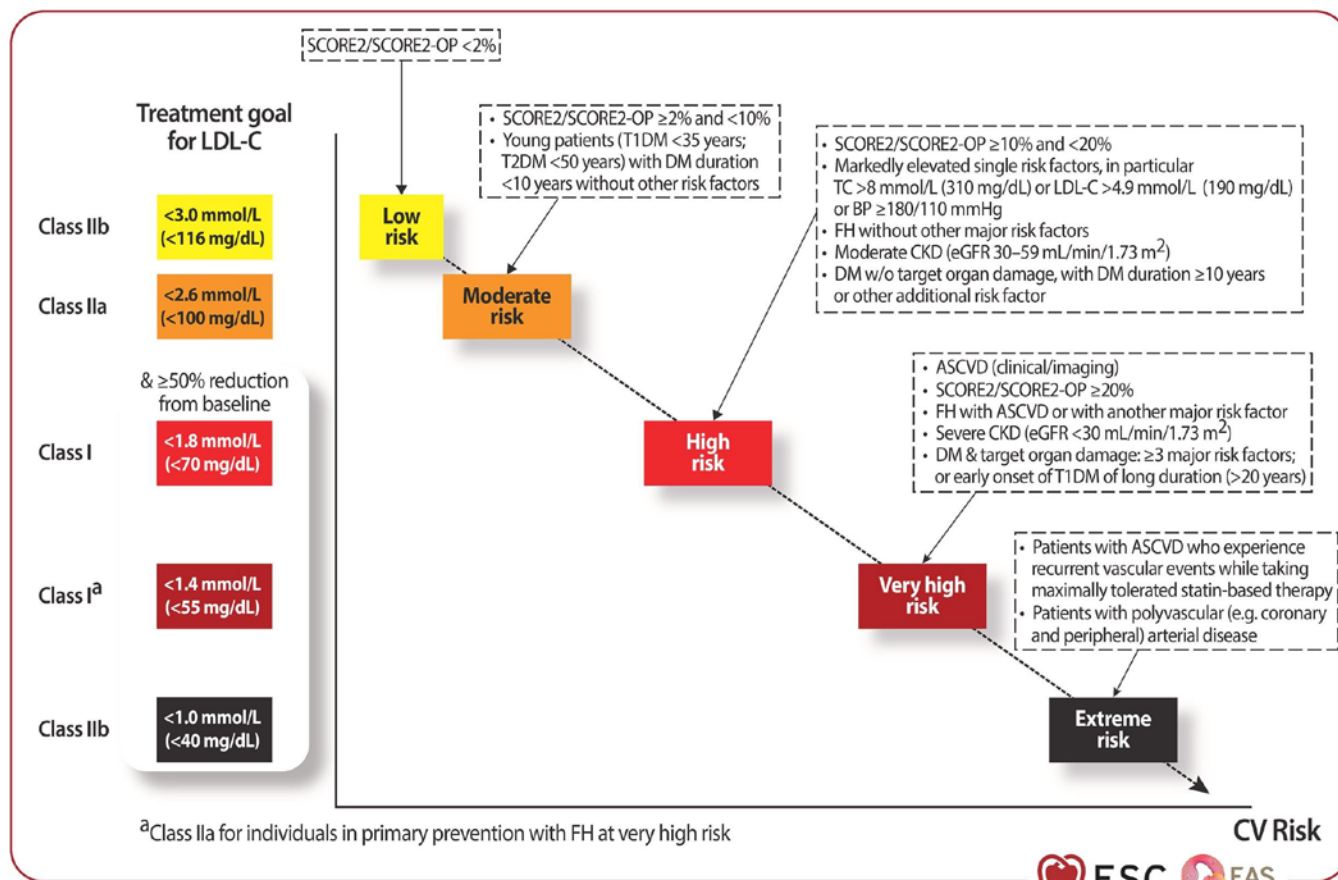 SCORE2/SCORE2-OP <2%
Treatment goal
for LDL-C
• SCORE2/SCORE2-OP ≥2% and <10%
• Young patients (T1DM <35 years;
T2DM <50 years) with DM duration
<10 years without other risk factors
• SCORE2/SCORE2-OP ≥10% and <20%
• Markedly elevated single risk factors, in particular
TC >8 mmol/L (310 mg/dL) or LDL-C >4.9 mmol/L (190 mg/dL)
or BP ≥180/110 mmHg
• FH without other major risk factors
• Moderate CKD (eGFR 30–59 mL/min/1.73 m²)
• DM w/o target organ damage, with DM duration ≥10 years
or other additional risk factor
Class IIb
<3.0 mmol/L
(<116 mg/dL)
Low
risk
Class IIa
<2.6 mmol/L
(<100 mg/dL)
Moderate
risk
& ≥50% reduction
from baseline
• ASCVD (clinical/imaging)
• SCORE2/SCORE2-OP ≥20%
• FH with ASCVD or with another major risk factor
• Severe CKD (eGFR <30 mL/min/1.73 m²)
• DM & target organ damage: ≥3 major risk factors;
or early onset of T1DM of long duration (>20 years)
Class I
<1.8 mmol/L
(<70 mg/dL)
High
risk
• Patients with ASCVD who experience
recurrent vascular events while taking
maximally tolerated statin-based therapy
• Patients with polyvascular (e.g. coronary
and peripheral) arterial disease
Class Iᵃ
<1.4 mmol/L
(<55 mg/dL)
Very high
risk
Class IIb
<1.0 mmol/L
(<40 mg/dL)
Extreme
risk
ᵃClass IIa for individuals in primary prevention with FH at very high risk
CV Risk
ESC
EAS